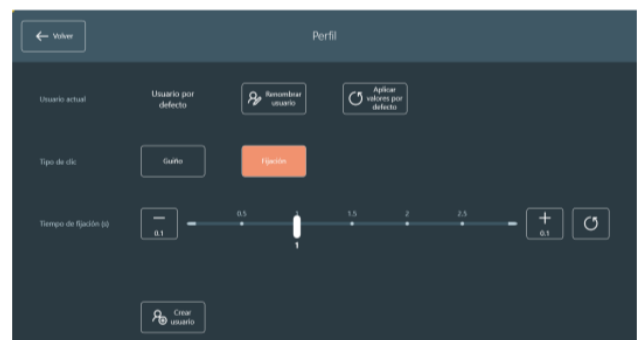 Volver
Perfil
Usuario actual
Usuario por
defecto
Renombrar
usuario
Aplicar
valores por
defecto
Tipo de clic
Guiño
Fijación
Tiempo de fijación (s)
0.1
0.5
1
1.5
2
2.5
1
0.1
Crear
usuario